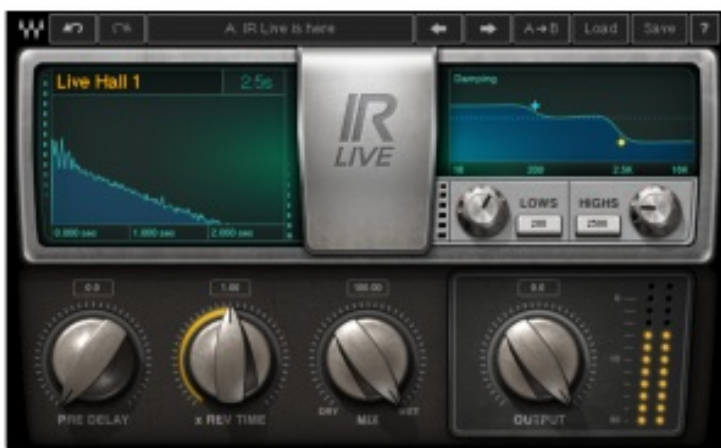 A: IR Live is here
A→B
Load
Save
?
Live Hall 1
2.5s
0.000 sec
1.000 sec
2.000 sec
IR
LIVE
Damping
16
200
2.5K
16K
LOWS
200
HIGHS
2500
0.0
PRE DELAY
1.00
x REV TIME
100.00
DRY
WET
MIX
0.0
OUTPUT